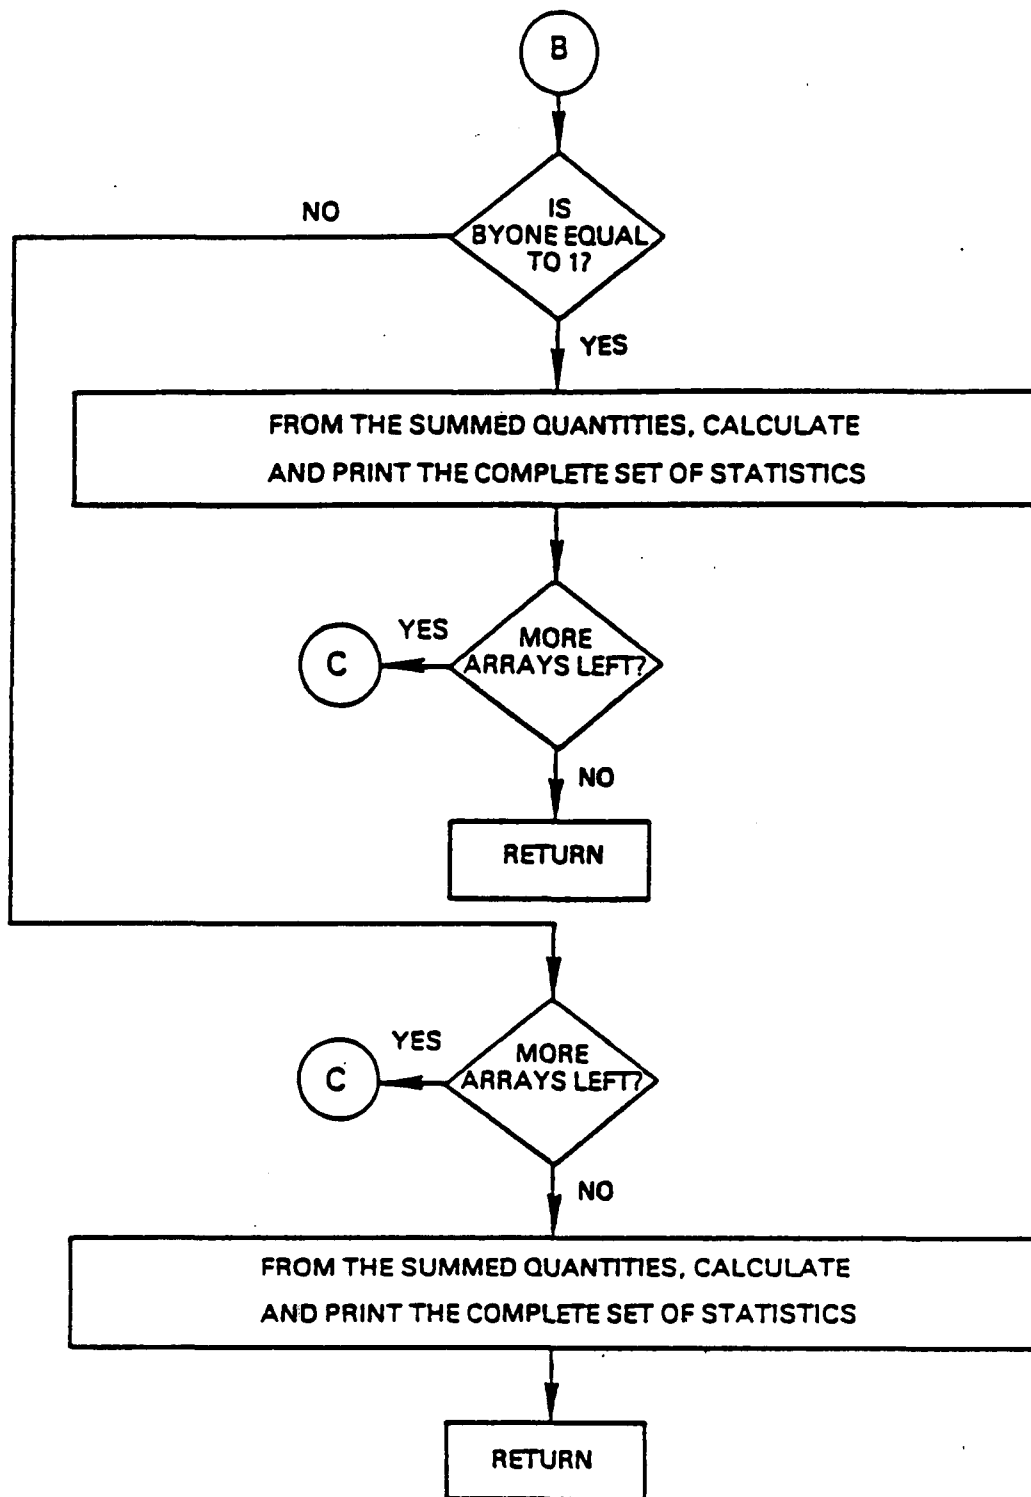 B
IS
BYONE EQUAL
TO 1?
NO
YES
FROM THE SUMMED QUANTITIES, CALCULATE
AND PRINT THE COMPLETE SET OF STATISTICS
MORE
ARRAYS LEFT?
YES
C
NO
RETURN
MORE
ARRAYS LEFT?
YES
C
NO
FROM THE SUMMED QUANTITIES, CALCULATE
AND PRINT THE COMPLETE SET OF STATISTICS
RETURN